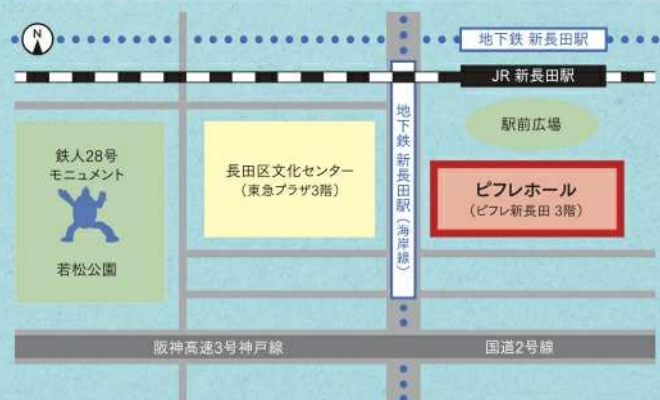 N
地下鉄 新長田駅
JR 新長田駅
駅前広場
鉄人28号
モニュメント
若松公園
長田区文化センター
（東急プラザ3階）
地下鉄 新長田駅（海岸線）
ピフレホール
（ピフレ新長田 3階）
阪神高速3号神戸線
国道2号線